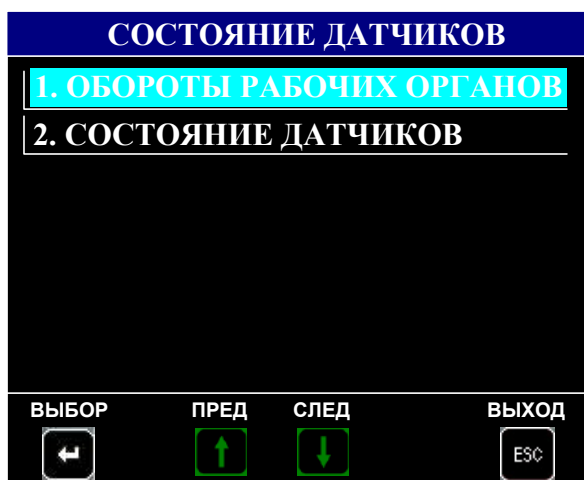 СОСТОЯНИЕ ДАТЧИКОВ
1. ОБОРОТЫ РАБОЧИХ ОРГАНОВ
2. СОСТОЯНИЕ ДАТЧИКОВ
ВЫБОР ПРЕД СЛЕД ВЫХОД
ESC